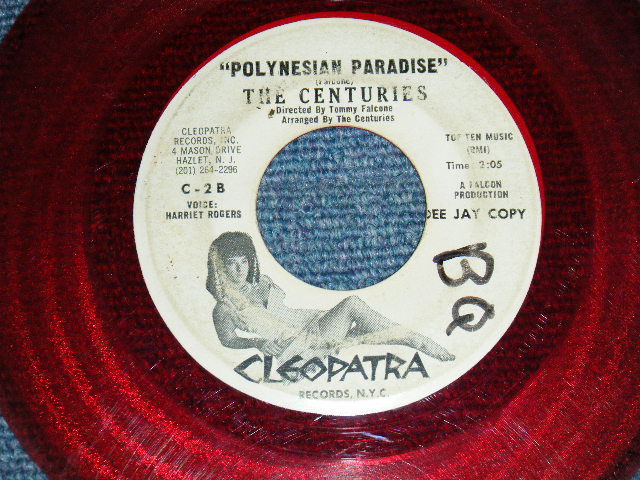 "POLYNESIAN PARADISE"
(Falcone)
THE CENTURIES
Directed By Tommy Falcone
Arranged By The Centuries
CLEOPATRA
RECORDS, INC.
4 MASON DRIVE
HAZLET, N. J.
(201) 264-2296
C-2B
VOICE:
HARRIET ROGERS
TOP TEN MUSIC
(BMI)
Time: 2:05
A FALCON
PRODUCTION
DEE JAY COPY
BQ
CLEOPATRA
RECORDS, N.Y.C.